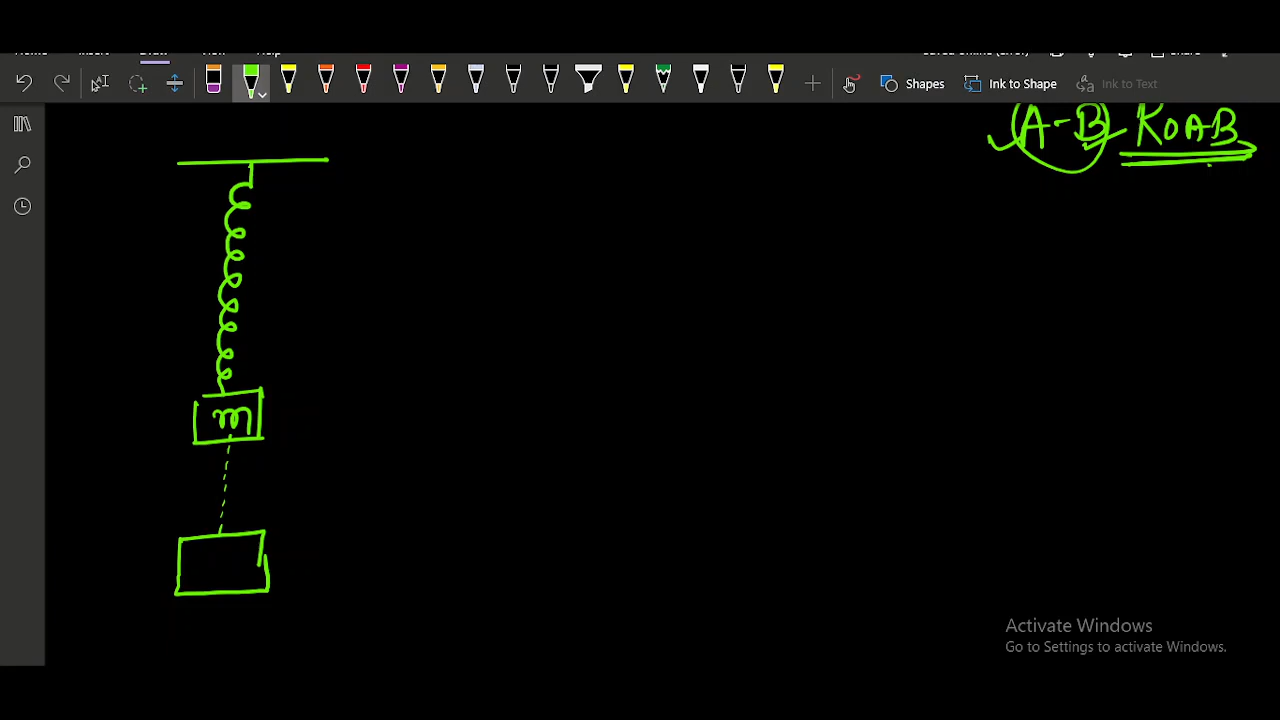 Shapes
Ink to Shape
Ink to Text
(A-B) KOAB
m
Activate Windows
Go to Settings to activate Windows.